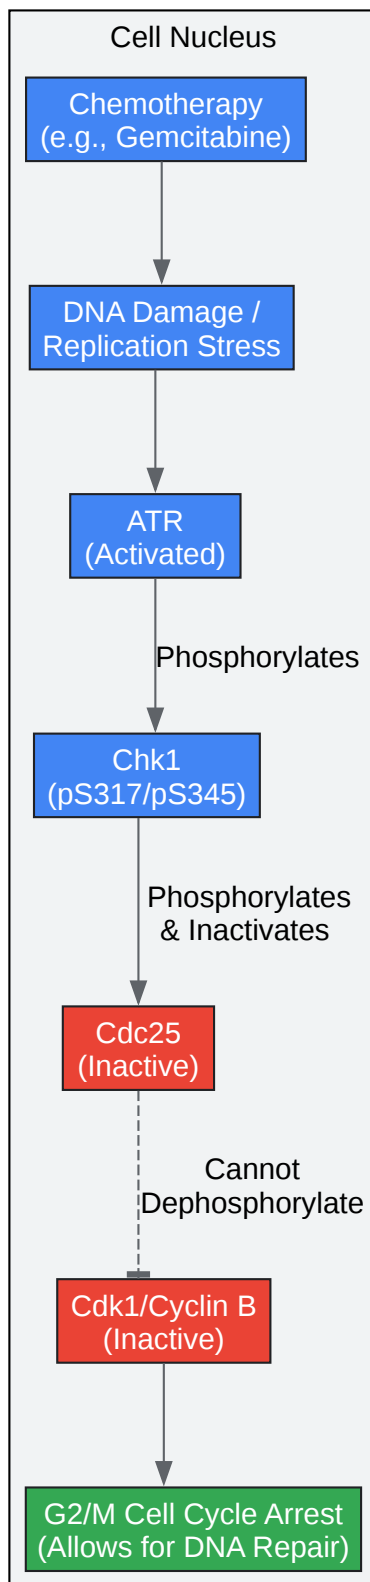 Cell Nucleus
Chemotherapy
(e.g., Gemcitabine)
DNA Damage /
Replication Stress
ATR
(Activated)
Phosphorylates
Chk1
(pS317/pS345)
Phosphorylates
& Inactivates
Cdc25
(Inactive)
Cannot
Dephosphorylate
Cdk1/Cyclin B
(Inactive)
G2/M Cell Cycle Arrest
(Allows for DNA Repair)